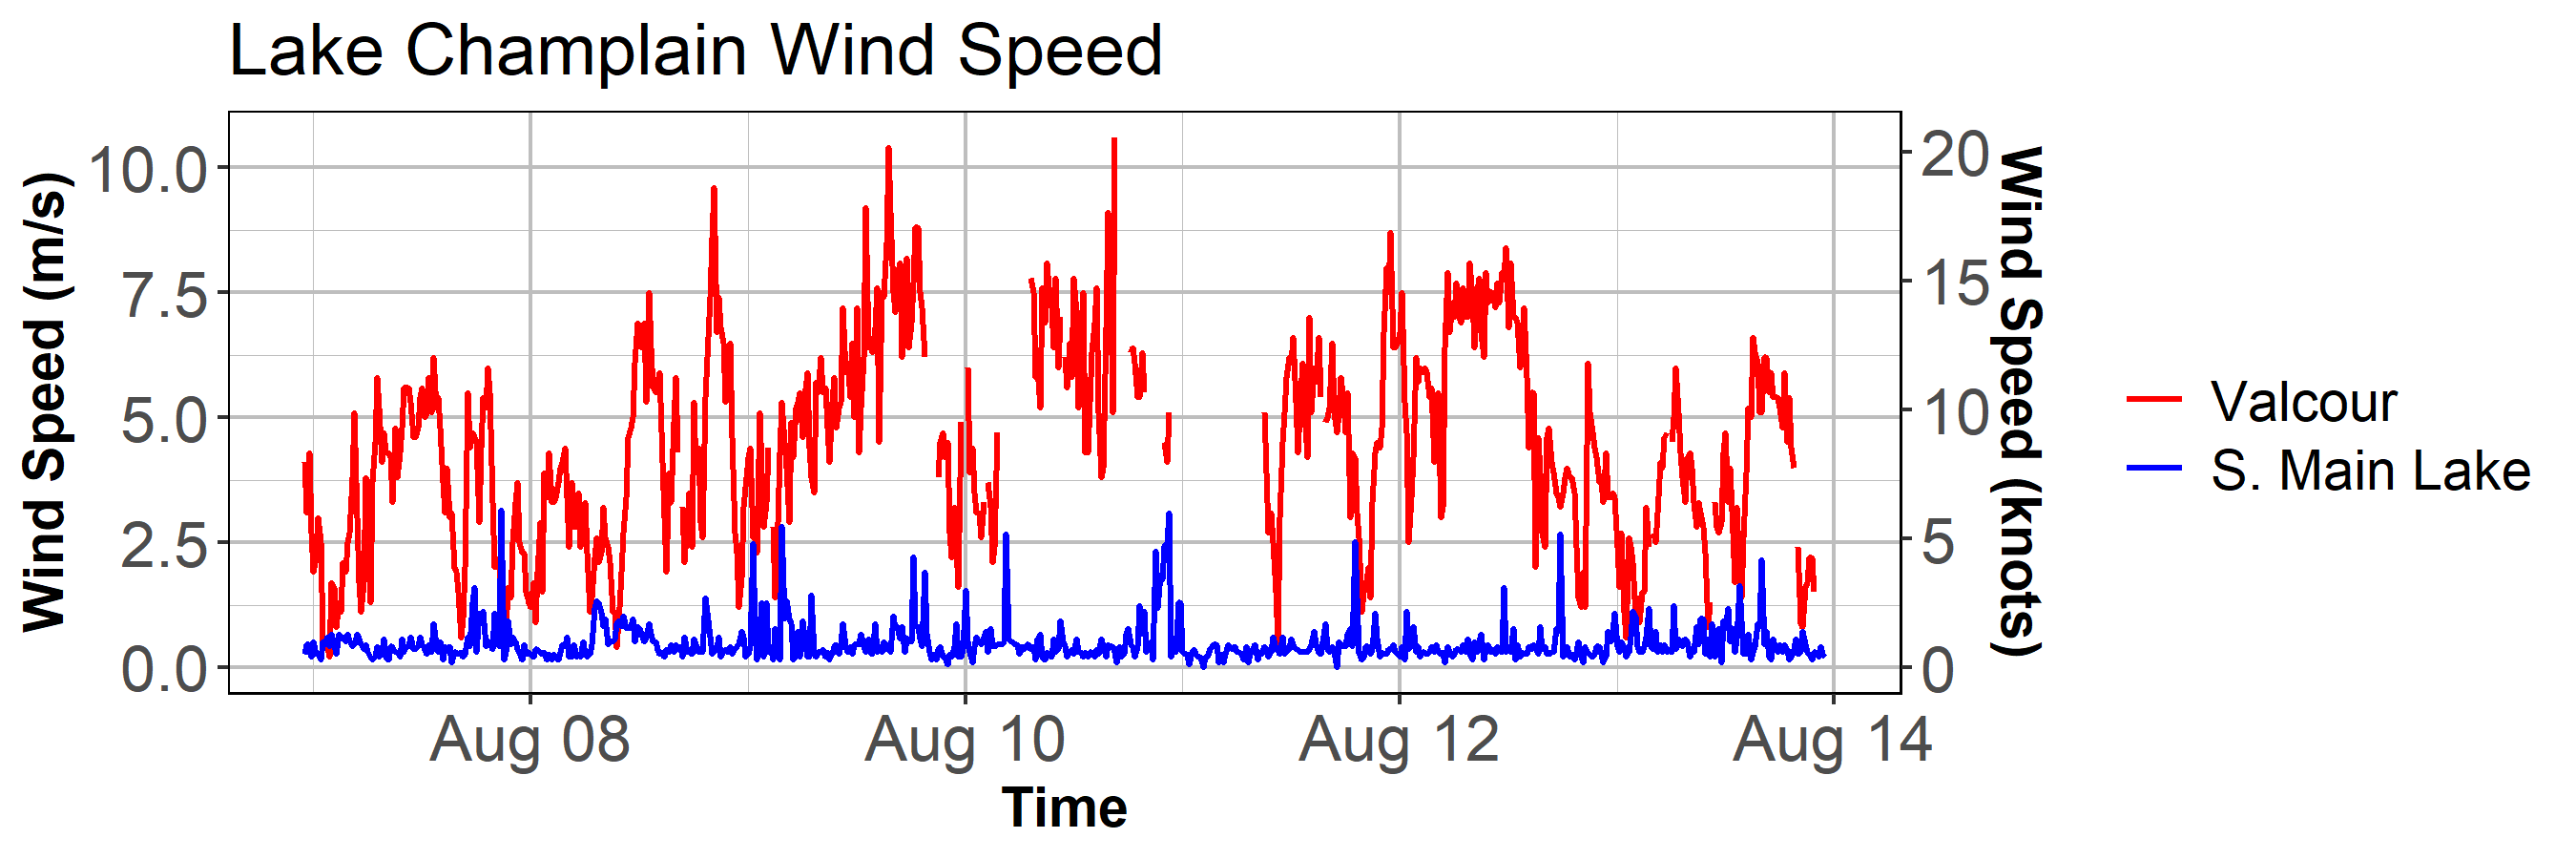 Lake Champlain Wind Speed
Wind Speed (m/s)
10.0
7.5
5.0
2.5
0.0
20
15
10
5
0
Wind Speed (knots)
Aug 08
Aug 10
Aug 12
Aug 14
Time
Valcour
S. Main Lake